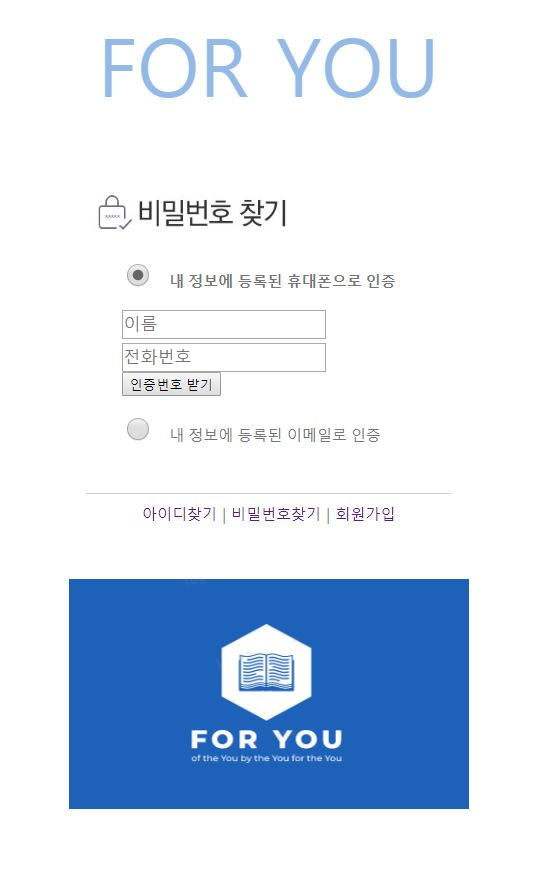 FOR YOU
비밀번호 찾기
내 정보에 등록된 휴대폰으로 인증
이름
전화번호
인증번호 받기
내 정보에 등록된 이메일로 인증
아이디찾기 | 비밀번호찾기 | 회원가입
FOR YOU
of the You by the You for the You